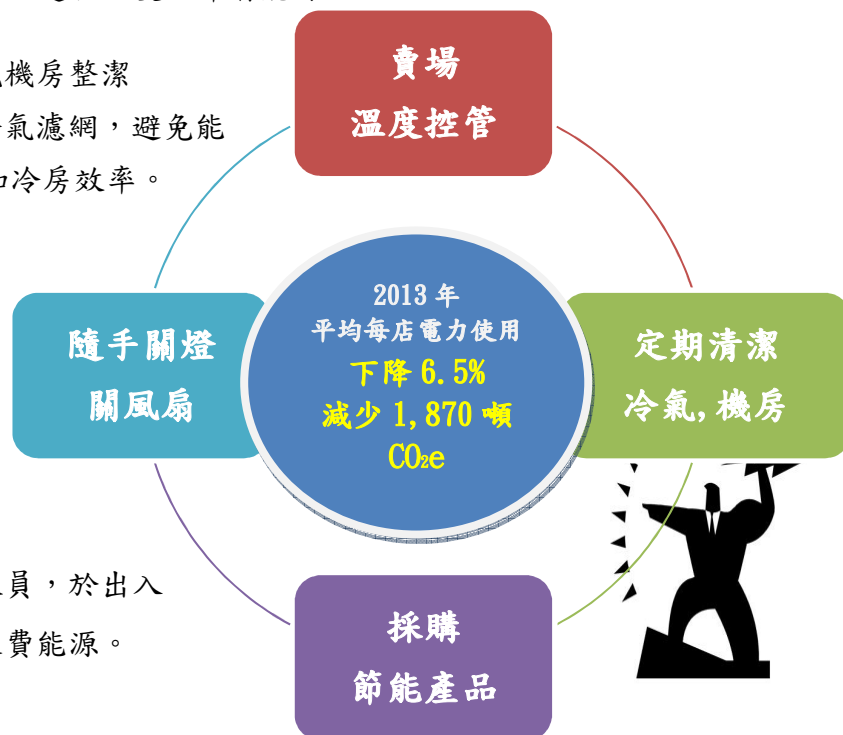 賣場
溫度控管
機房整潔
氣濾網，避免能
冷房效率。
2013 年
平均每店電力使用
下降 6.5%
減少 1,870 噸
CO₂e
隨手關燈
關風扇
定期清潔
冷氣,機房
員，於出入
費能源。
採購
節能產品